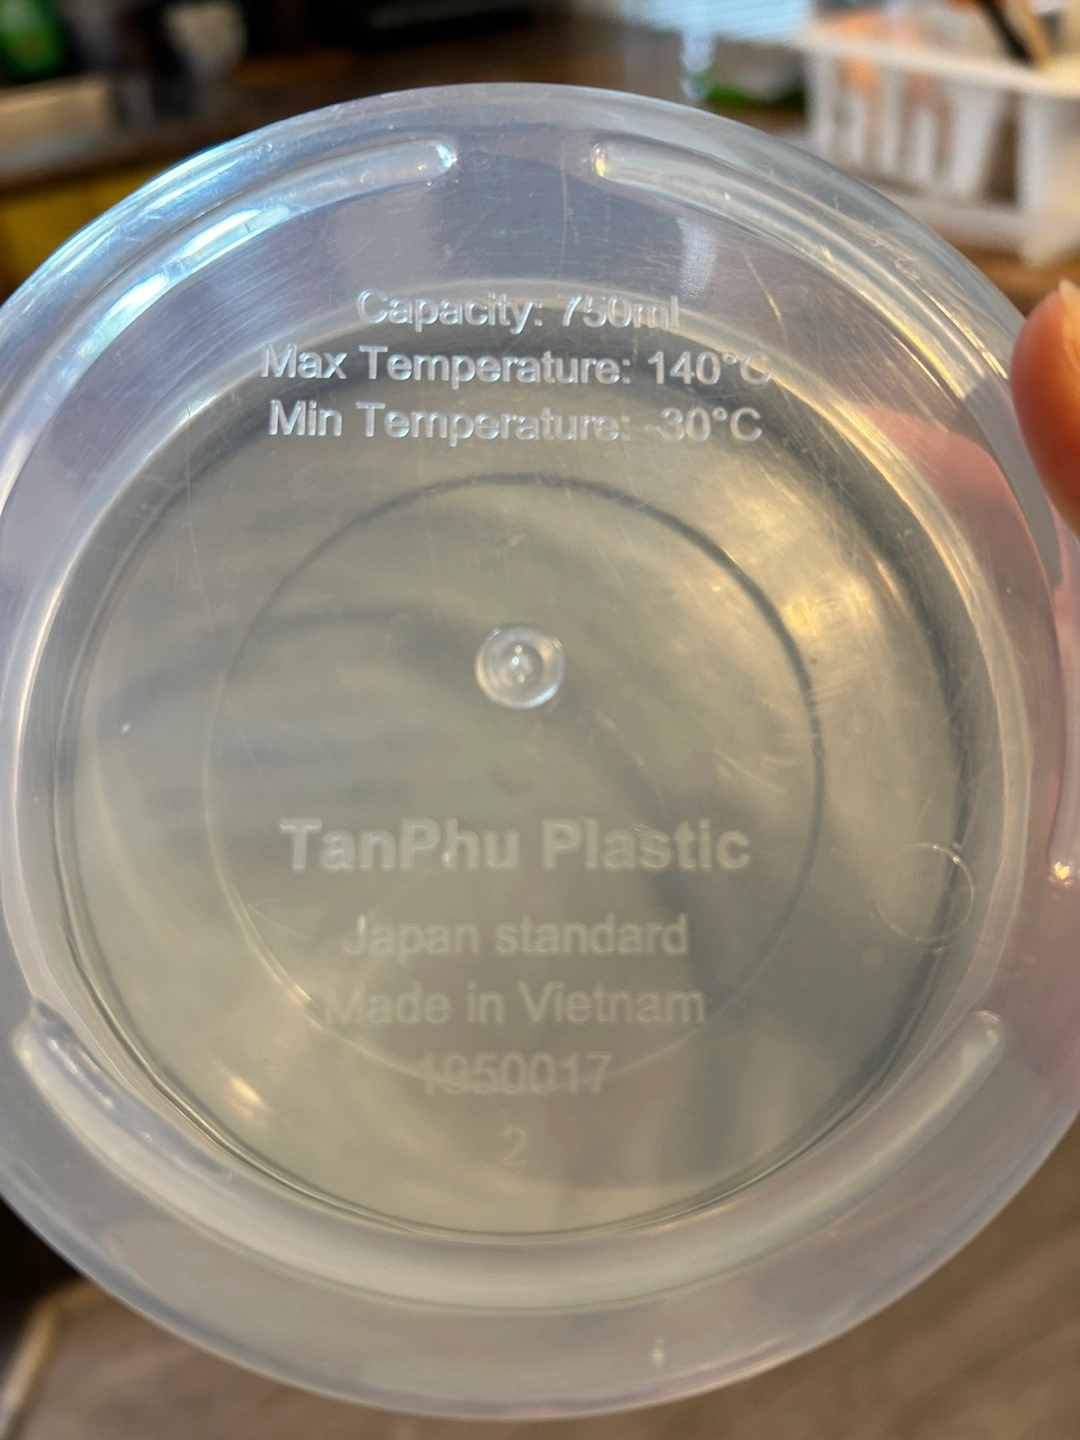 Capacity: 750ml
Max Temperature: 140°C
Min Temperature: -30°C
TanPhu Plastic
Japan standard
Made in Vietnam
1950017
2